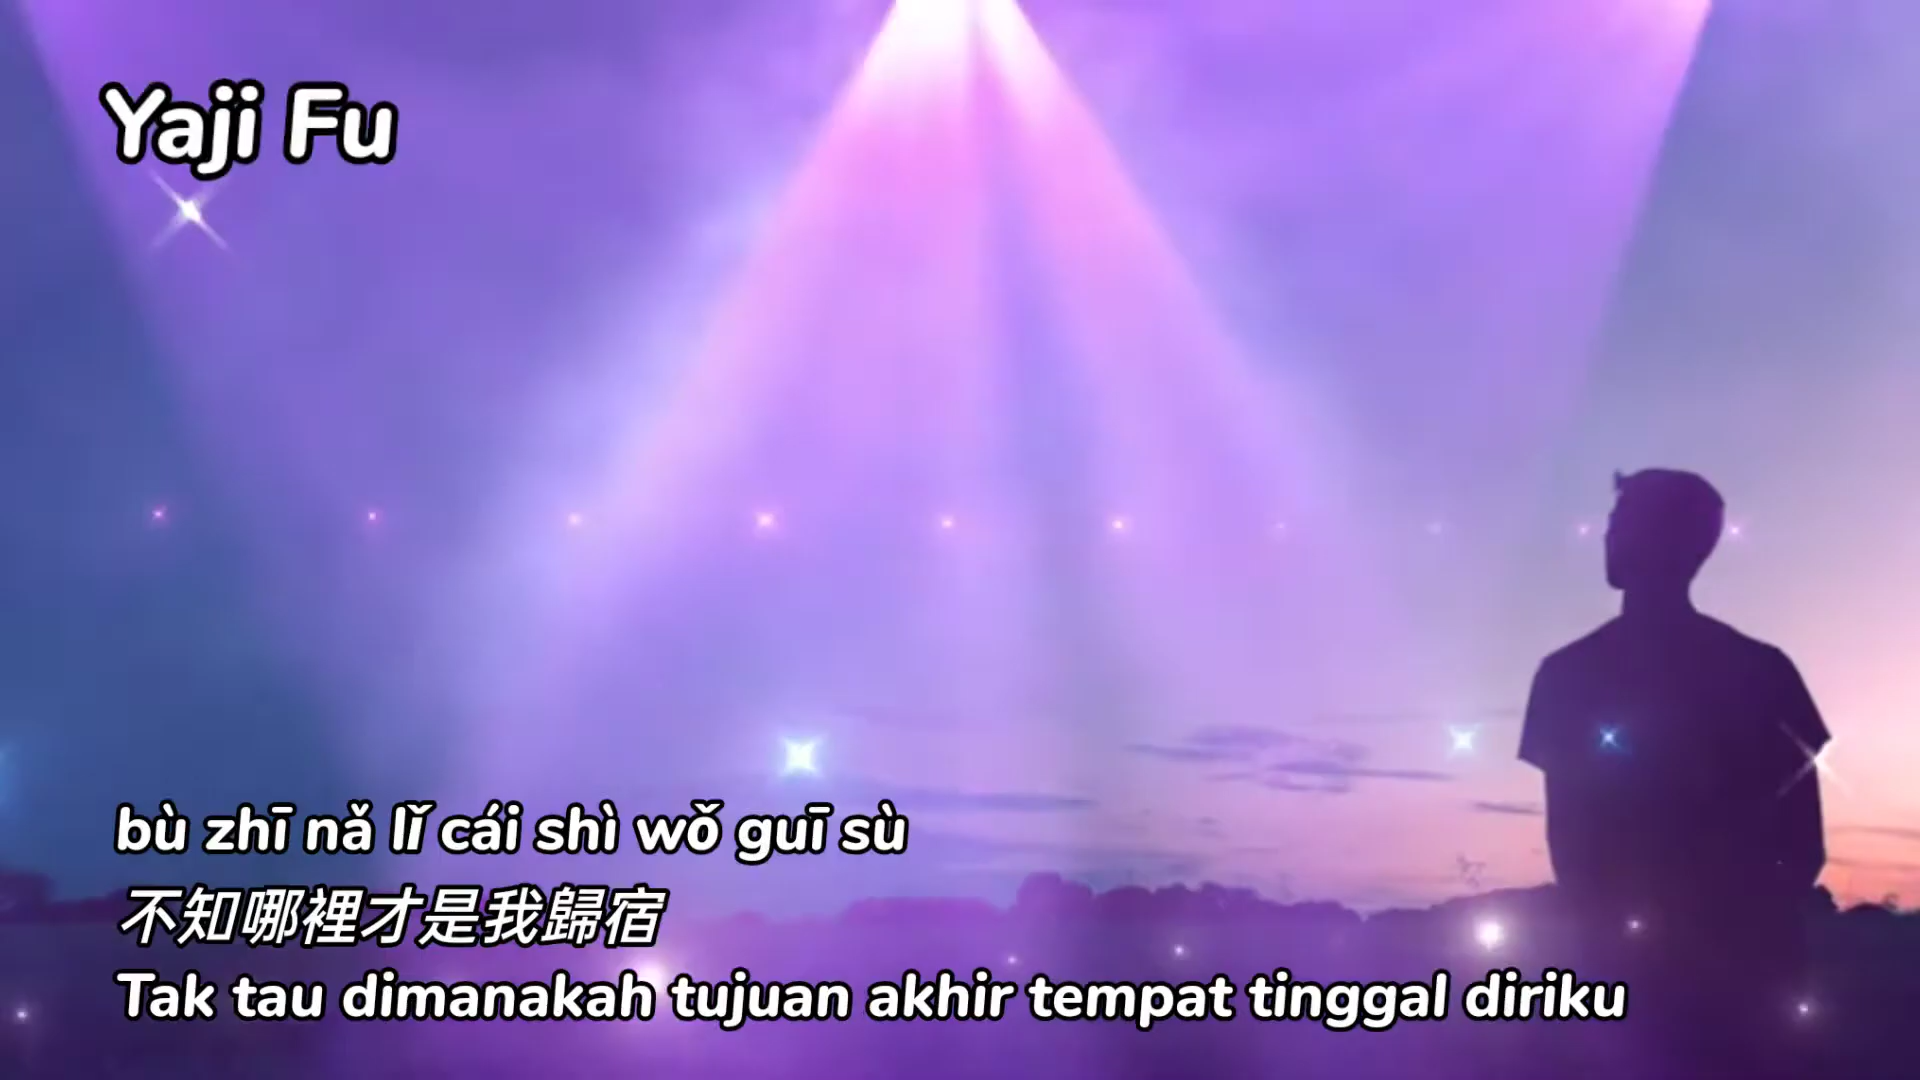 Yaji Fu
bù zhī nǎ lǐ cái shì wǒ guī sù
不知哪裡才是我歸宿
Tak tau dimanakah tujuan akhir tempat tinggal diriku